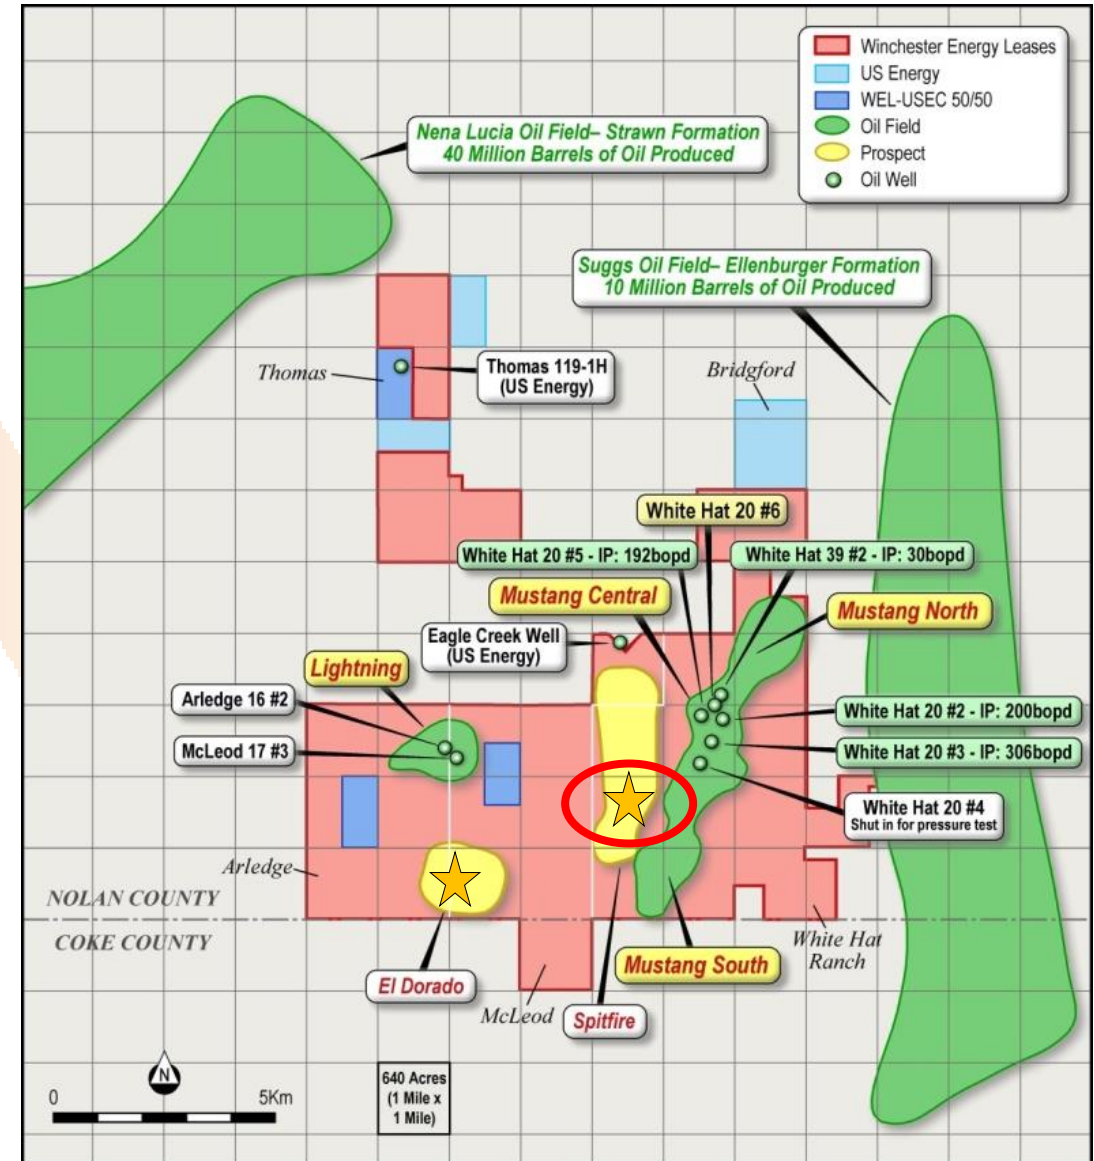 Winchester Energy Leases
US Energy
WEL-USEC 50/50
Oil Field
Prospect
Oil Well
Nena Lucia Oil Field– Strawn Formation
40 Million Barrels of Oil Produced
Suggs Oil Field– Ellenburger Formation
10 Million Barrels of Oil Produced
Thomas
Thomas 119-1H
(US Energy)
Bridgford
White Hat 20 #6
White Hat 20 #5 - IP: 192bopd
White Hat 39 #2 - IP: 30bopd
Mustang Central
Mustang North
Eagle Creek Well
(US Energy)
Lightning
Arledge 16 #2
White Hat 20 #2 - IP: 200bopd
McLeod 17 #3
White Hat 20 #3 - IP: 306bopd
White Hat 20 #4
Shut in for pressure test
Arledge
NOLAN COUNTY
COKE COUNTY
White Hat
Ranch
Mustang South
El Dorado
McLeod
Spitfire
N
0
5Km
640 Acres
(1 Mile x
1 Mile)